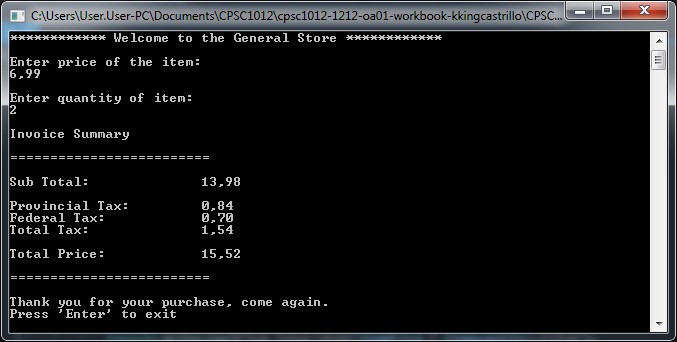 C:\Users\User.User-PC\Documents\CPSC1012\cpsc1012-1212-oa01-workbook-kkingcastrillo\CPSC...
************ Welcome to the General Store ************
Enter price of the item:
6,99
Enter quantity of item:
2
Invoice Summary
=========================
Sub Total: 13,98
Provincial Tax: 0,84
Federal Tax: 0,70
Total Tax: 1,54
Total Price: 15,52
=========================
Thank you for your purchase, come again.
Press 'Enter' to exit